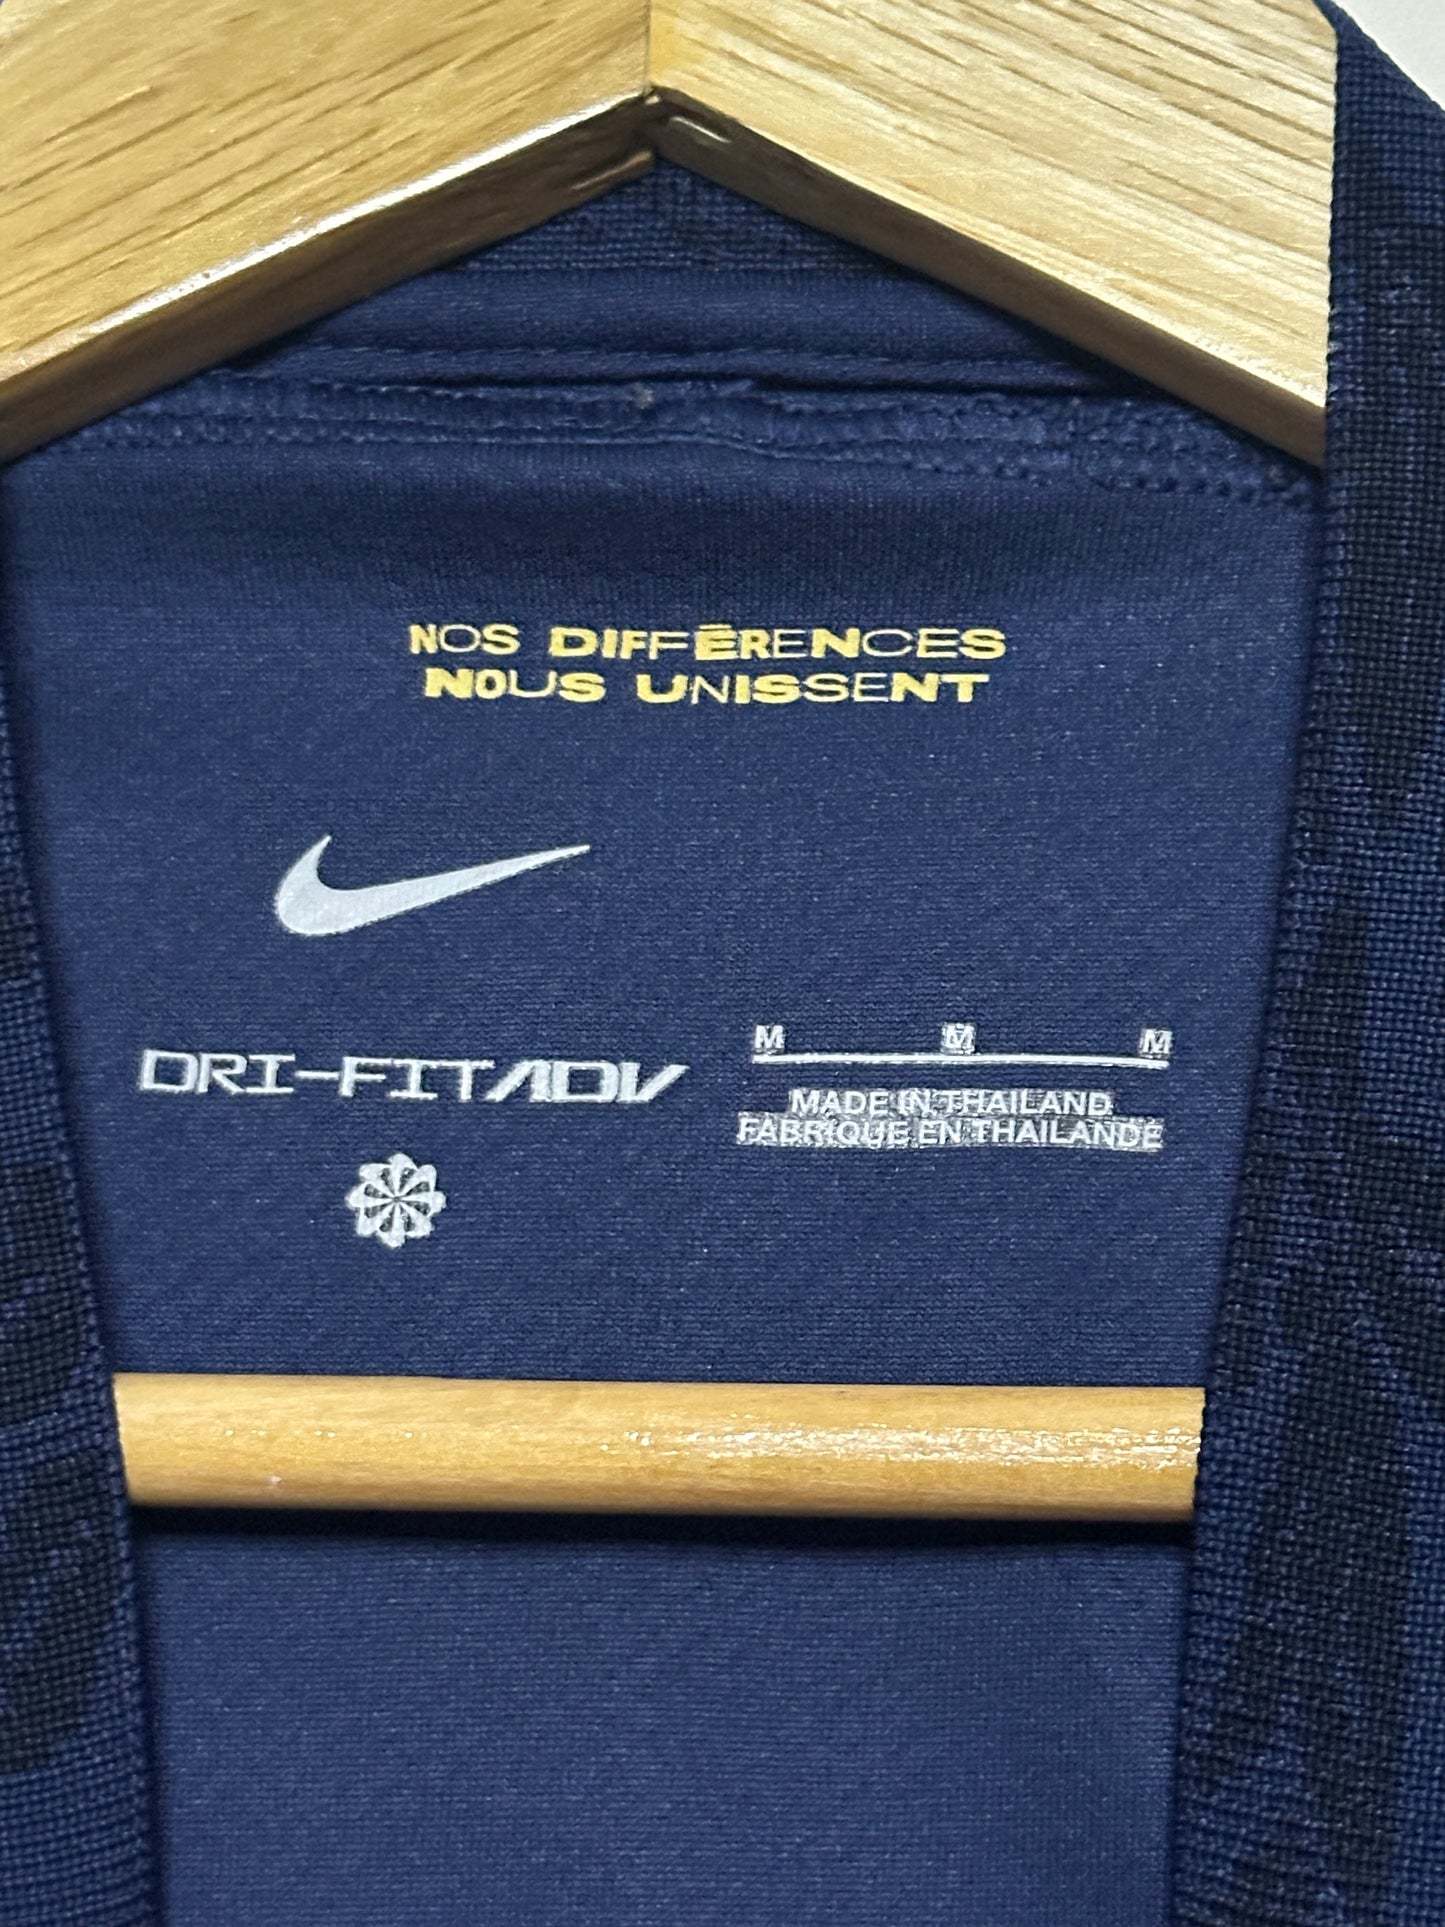 NOS DIFFÉRENCES
NOUS UNISSENT
DRI-FIT ADV
M M M
MADE IN THAILAND
FABRIQUE EN THAILANDE